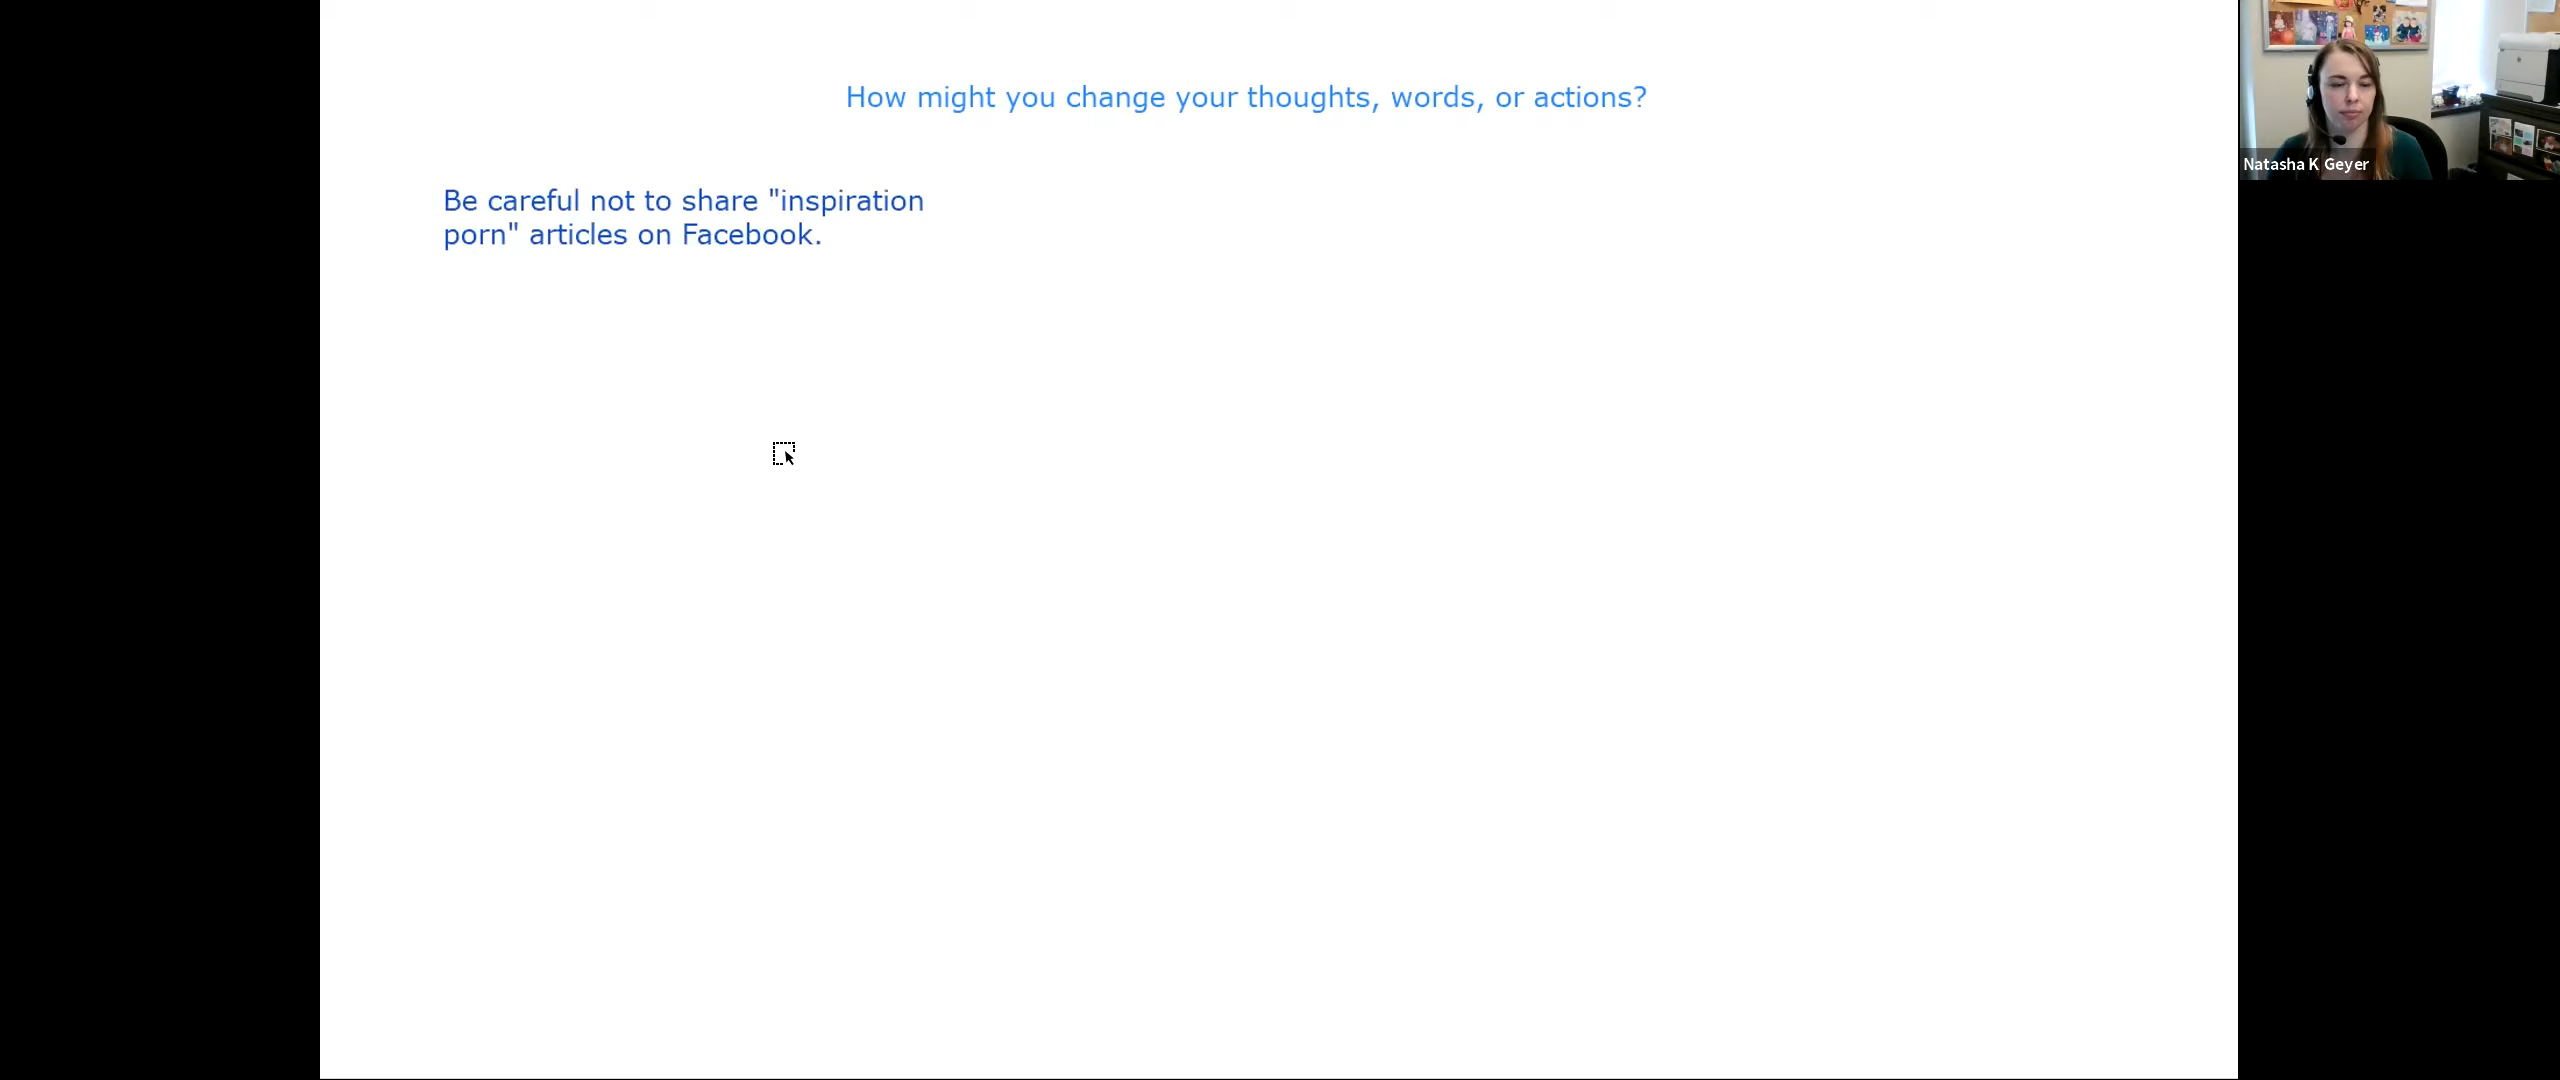 How might you change your thoughts, words, or actions?
Be careful not to share "inspiration
porn" articles on Facebook.
Natasha K Geyer